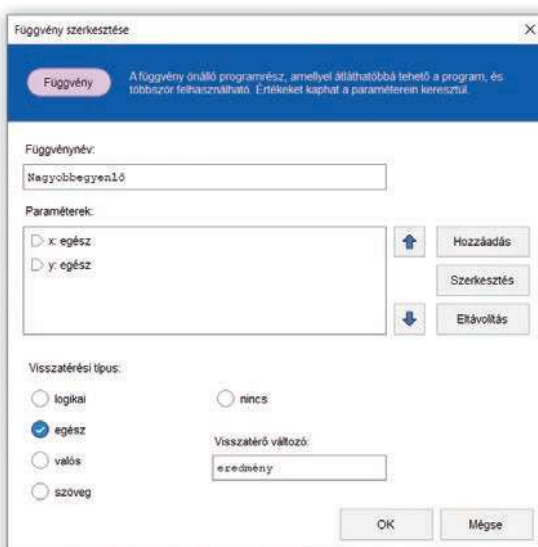 Függvény szerkesztése
Függvény
A függvény önálló programrész, amellyel átláthatóbbá tehető a program, és
többször felhasználható. Értékeket kaphat a paraméterein keresztül.
Függvénynév:
Nagyobbegyenlő
Paraméterek:
x: egész
y: egész
Hozzáadás
Szerkesztés
Eltávolítás
Visszatérési típus:
logikai
nincs
egész
valós
szöveg
Visszatérő változó:
eredmény
OK
Mégse